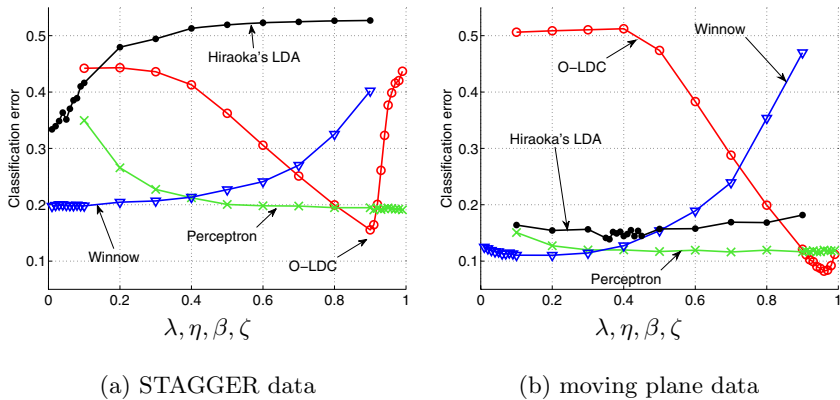 Classification error
0.5
0.4
0.3
0.2
0.1
0 0.2 0.4 0.6 0.8 1
Hiraoka's LDA
Winnow
Perceptron
O−LDC
λ, η, β, ζ
(a) STAGGER data
Classification error
0.5
0.4
0.3
0.2
0.1
0 0.2 0.4 0.6 0.8 1
O−LDC
Winnow
Hiraoka's LDA
Perceptron
λ, η, β, ζ
(b) moving plane data